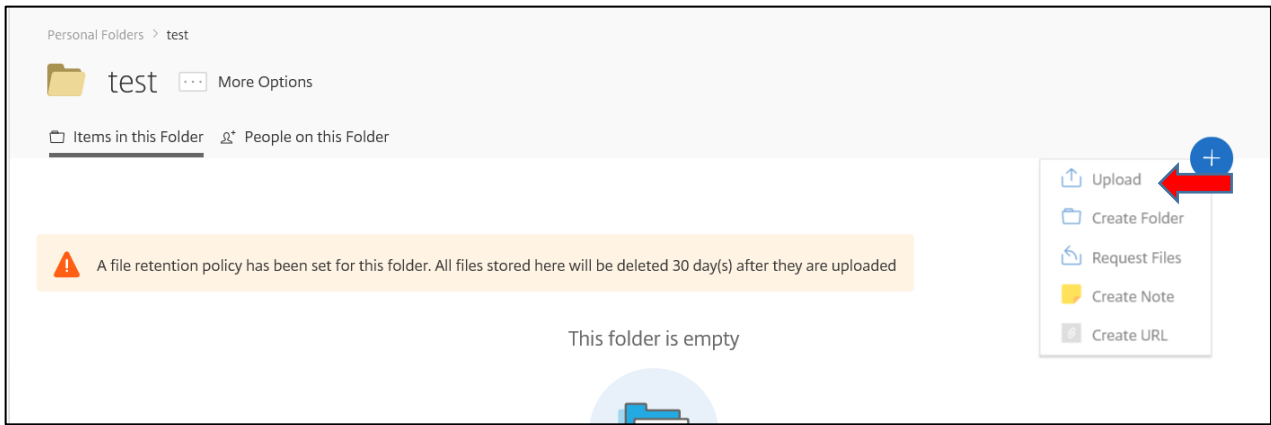 Personal Folders > test
test ... More Options
Items in this Folder People on this Folder
Upload
Create Folder
Request Files
Create Note
Create URL
A file retention policy has been set for this folder. All files stored here will be deleted 30 day(s) after they are uploaded
This folder is empty